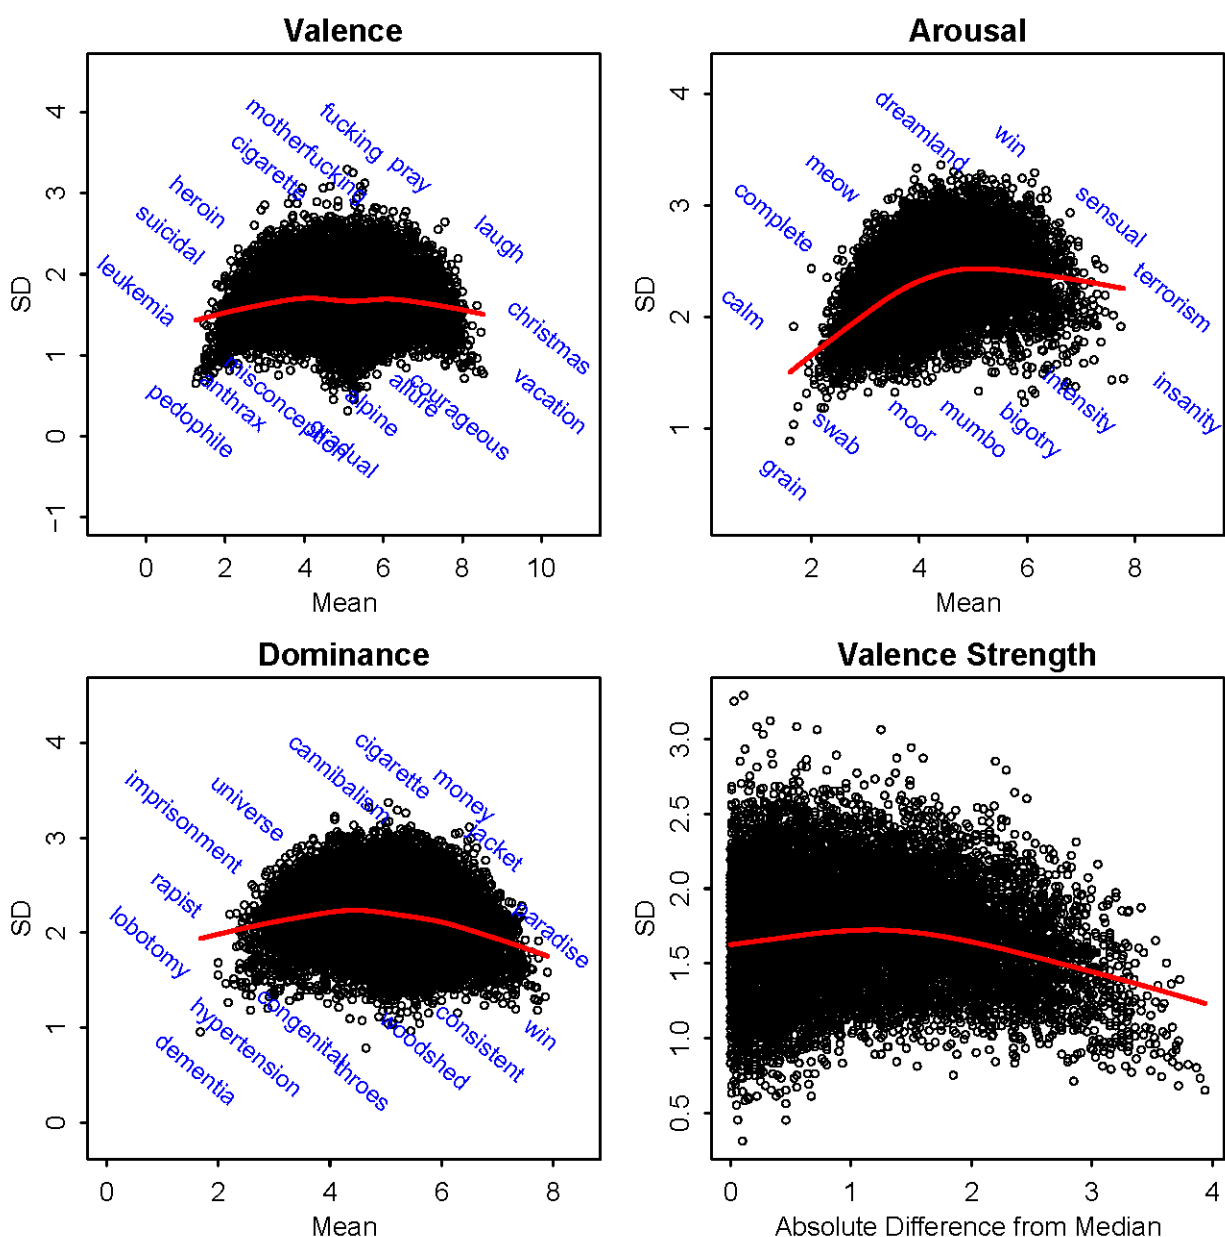 Valence
fucking
motherfucking
pray
cigarette
heroin
suicidal
laugh
leukemia
christmas
misconception
anthrax
allure
courageous
vacation
pedophile
alpine
gradual
SD
4
3
2
1
0
−1
0 2 4 6 8 10
Mean
Arousal
dreamland
win
meow
complete
sensual
calm
terrorism
intensity
insanity
swab
moor
mumbo
bigotry
grain
SD
4
3
2
1
2 4 6 8
Mean
Dominance
cigarette
cannibalism
money
universe
jacket
imprisonment
rapist
paradise
lobotomy
hypertension
congenital
woodshed
consistent
win
dementia
throes
SD
4
3
2
1
0
0 2 4 6 8
Mean
Valence Strength
SD
3.0
2.5
2.0
1.5
1.0
0.5
0 1 2 3 4
Absolute Difference from Median